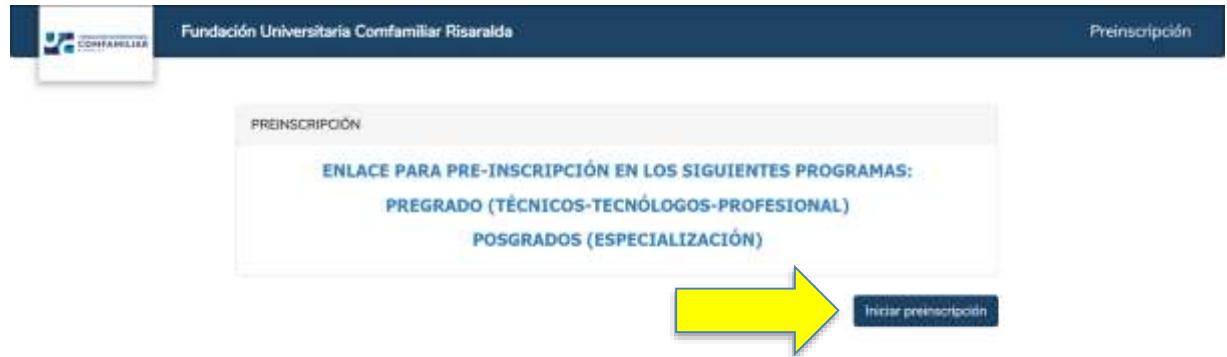 COMFAMILIAR
Fundación Universitaria Comfamiliar Risaralda
Preinscripción
PREINSCRIPCIÓN
ENLACE PARA PRE-INSCRIPCIÓN EN LOS SIGUIENTES PROGRAMAS:
PREGRADO (TÉCNICOS-TECNÓLOGOS-PROFESIONAL)
POSGRADOS (ESPECIALIZACIÓN)
Iniciar preinscripción